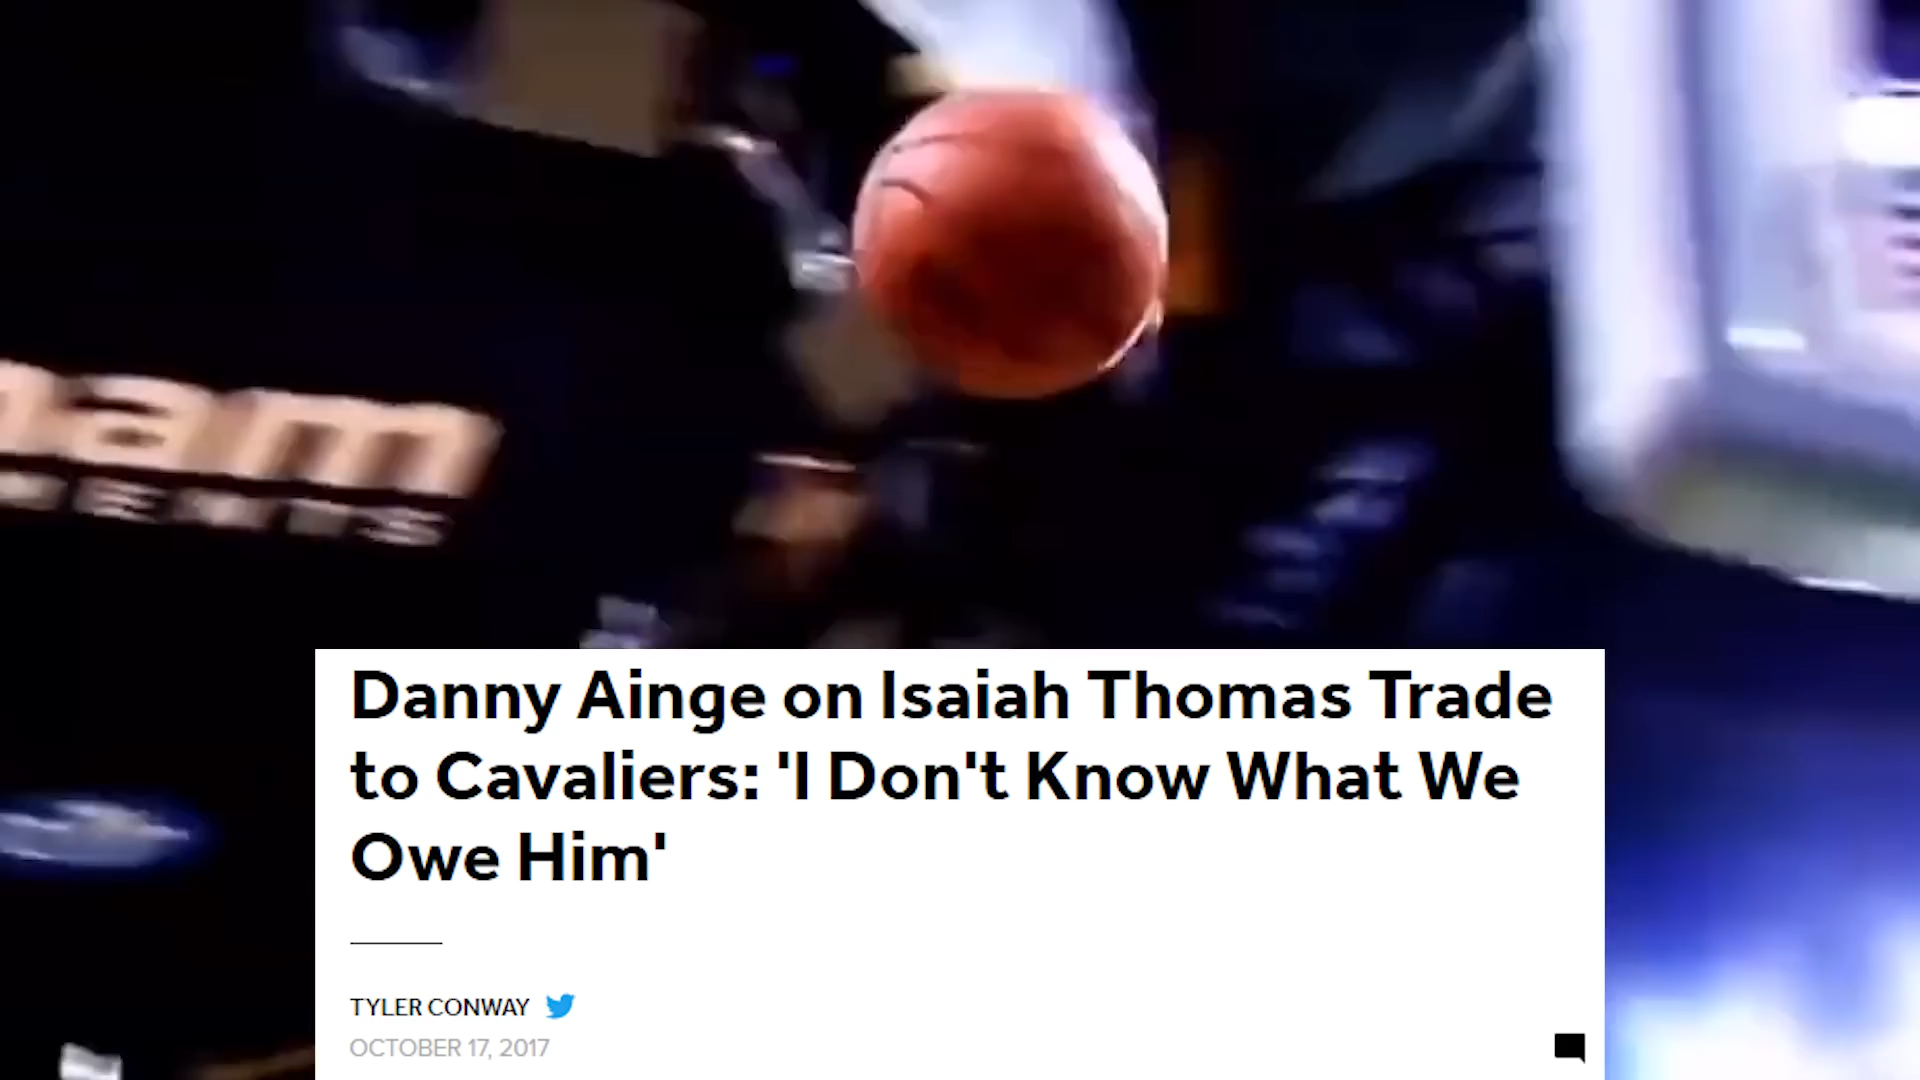 Danny Ainge on Isaiah Thomas Trade
to Cavaliers: 'I Don't Know What We
Owe Him'
TYLER CONWAY
OCTOBER 17, 2017